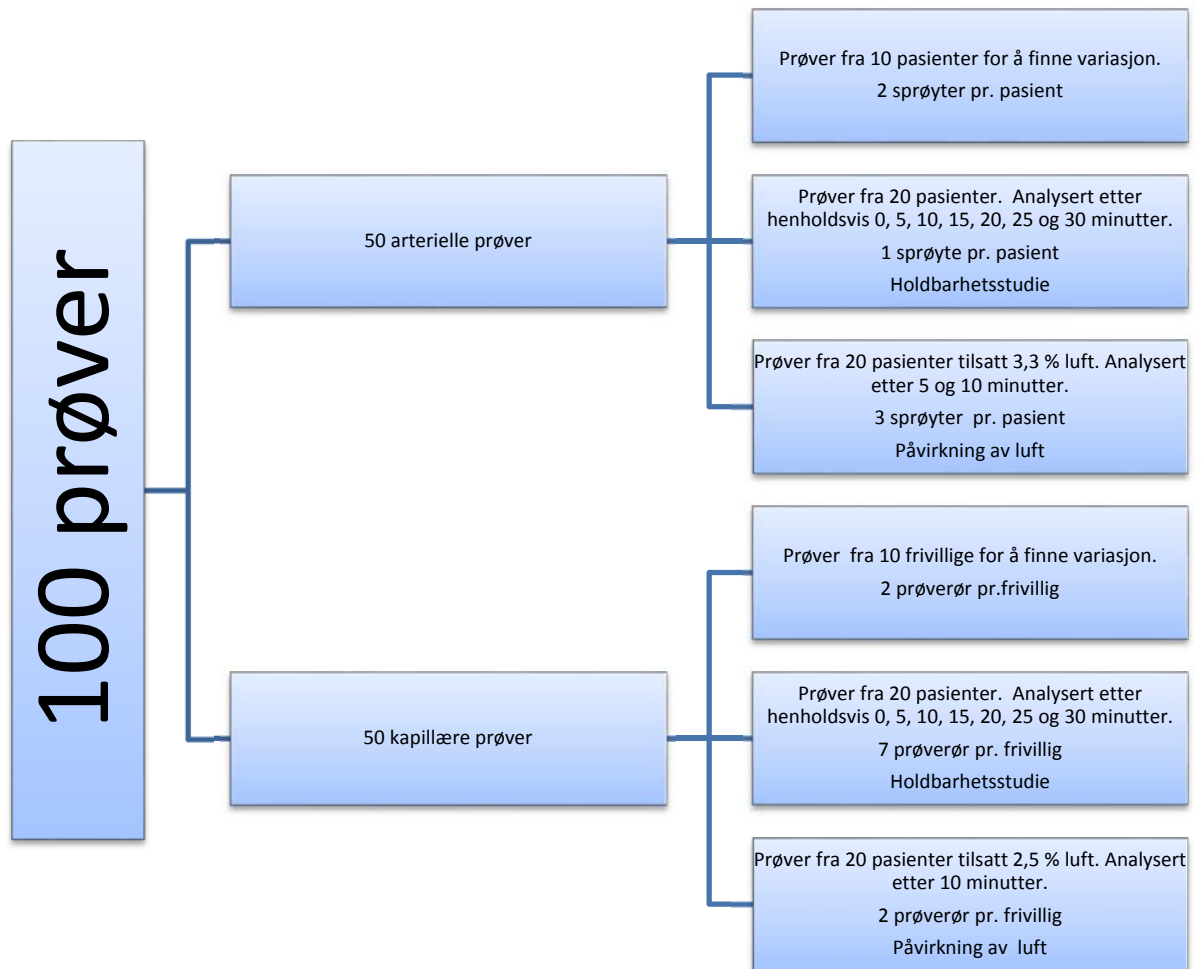 100 prøver
50 arterielle prøver
Prøver fra 10 pasienter for å finne variasjon.
2 sprøyter pr. pasient
Prøver fra 20 pasienter. Analysert etter
henholdsvis 0, 5, 10, 15, 20, 25 og 30 minutter.
1 sprøyte pr. pasient
Holdbarhetsstudie
Prøver fra 20 pasienter tilsatt 3,3 % luft. Analysert
etter 5 og 10 minutter.
3 sprøyter pr. pasient
Påvirkning av luft
50 kapillære prøver
Prøver fra 10 frivillige for å finne variasjon.
2 prøverør pr.frivillig
Prøver fra 20 pasienter. Analysert etter
henholdsvis 0, 5, 10, 15, 20, 25 og 30 minutter.
7 prøverør pr. frivillig
Holdbarhetsstudie
Prøver fra 20 pasienter tilsatt 2,5 % luft. Analysert
etter 10 minutter.
2 prøverør pr. frivillig
Påvirkning av luft